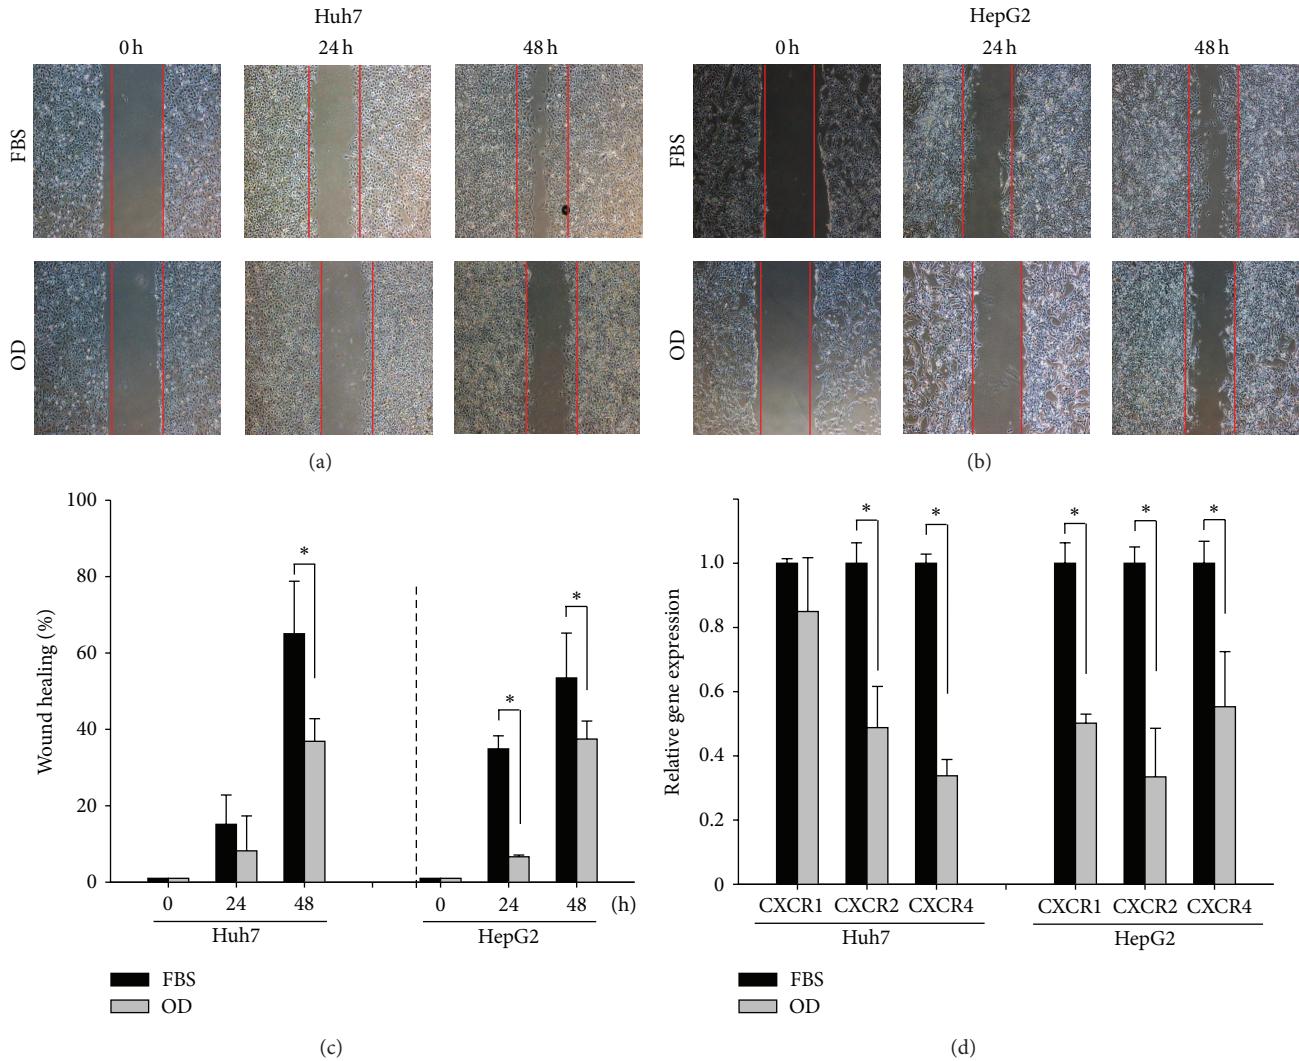 Huh7
0 h 24 h 48 h
FBS
OD
(a)
HepG2
0 h 24 h 48 h
FBS
OD
(b)
100
80
60
40
20
0
Wound healing (%)
* * *
0 24 48 0 24 48 (h)
Huh7 HepG2
FBS
OD
(c)
1.0
0.8
0.6
0.4
0.2
0
Relative gene expression
* * * * *
CXCR1 CXCR2 CXCR4 CXCR1 CXCR2 CXCR4
Huh7 HepG2
FBS
OD
(d)